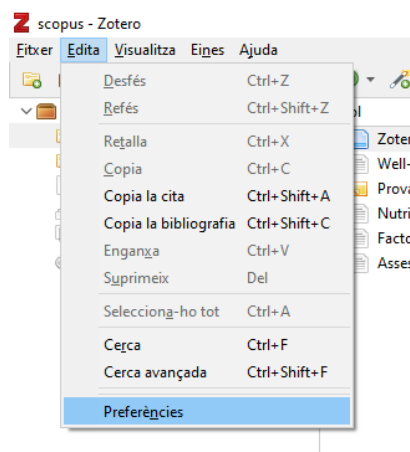 scopus - Zotero
Fitxer Edita Visualitza Eines Ajuda
Desfés Ctrl+Z
Refés Ctrl+Shift+Z
Retalla Ctrl+X
Copia Ctrl+C
Copia la cita Ctrl+Shift+A
Copia la bibliografia Ctrl+Shift+C
Enganxa Ctrl+V
Suprimeix Del
Selecciona-ho tot Ctrl+A
Cerca Ctrl+F
Cerca avançada Ctrl+Shift+F
Preferències
Zoter
Well-
Prova
Nutri
Facto
Asses